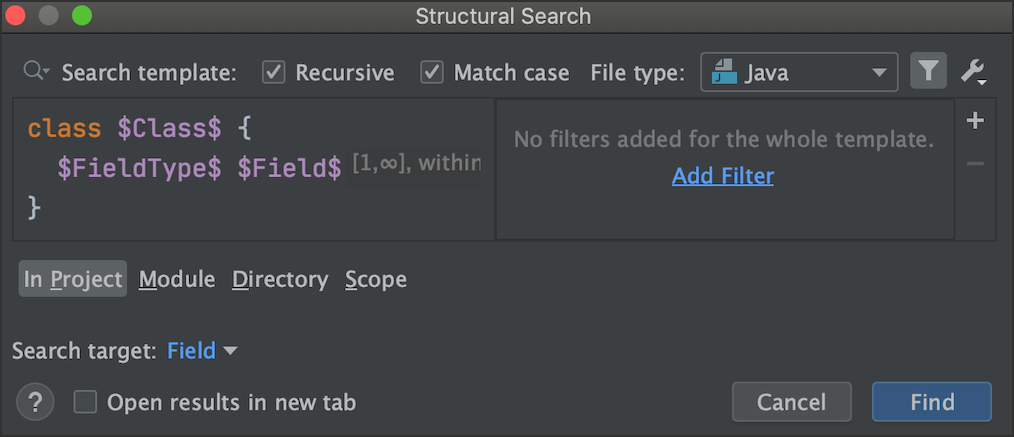 Structural Search
Search template: Recursive Match case File type: Java
class $Class$ {
$FieldType$ $Field$ [1,∞], within
}
No filters added for the whole template.
Add Filter
In Project Module Directory Scope
Search target: Field
? Open results in new tab Cancel Find